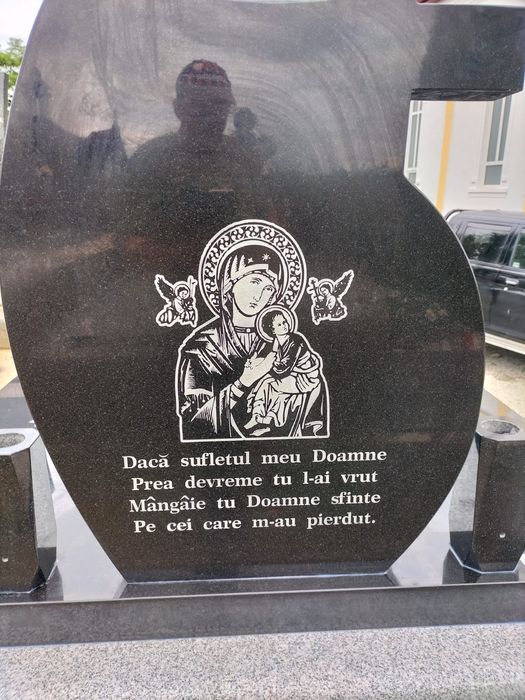 Dacă sufletul meu Doamne
Prea devreme tu l-ai vrut
Mângâie tu Doamne sfinte
Pe cei care m-au pierdut.